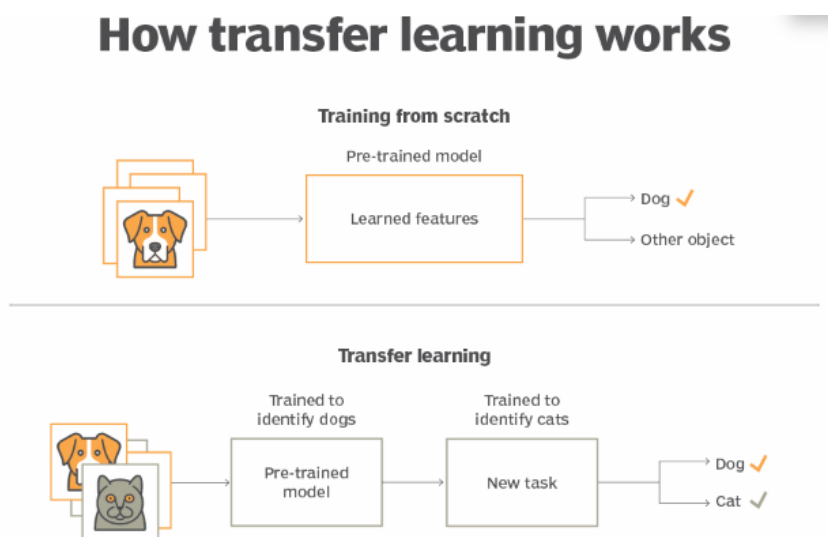 How transfer learning works
Training from scratch
Pre-trained model
Learned features
Dog
Other object
Transfer learning
Trained to
identify dogs
Trained to
identify cats
Pre-trained
model
New task
Dog
Cat